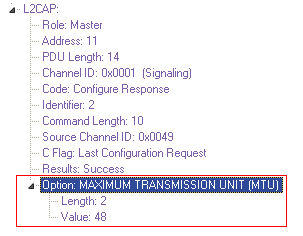 L2CAP:
Role: Master
Address: 11
PDU Length: 14
Channel ID: 0x0001 (Signaling)
Code: Configure Response
Identifier: 2
Command Length: 10
Source Channel ID: 0x0049
C Flag: Last Configuration Request
Results: Success
Option: MAXIMUM TRANSMISSION UNIT (MTU)
Length: 2
Value: 48